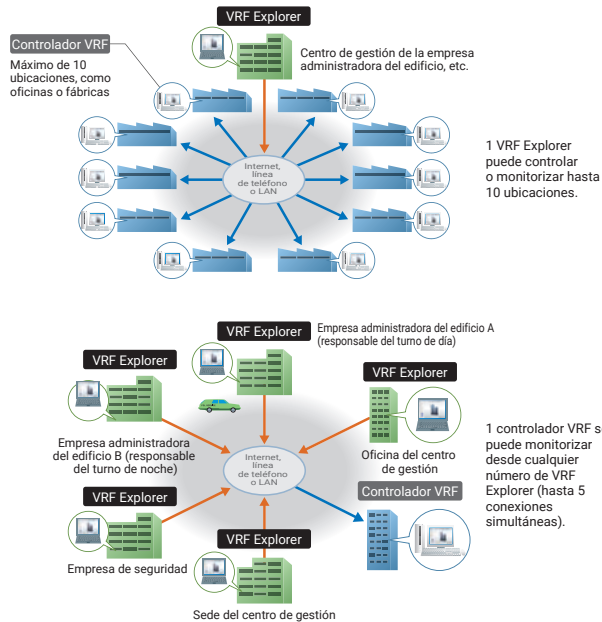 VRF Explorer
Controlador VRF
Máximo de 10
ubicaciones, como
oficinas o fábricas
Centro de gestión de la empresa
administradora del edificio, etc.
Internet,
línea
de teléfono
o LAN
1 VRF Explorer
puede controlar
o monitorizar hasta
10 ubicaciones.
VRF Explorer
Empresa administradora del edificio A
(responsable del turno de día)
VRF Explorer
Empresa administradora
del edificio B (responsable
del turno de noche)
VRF Explorer
Oficina del centro
de gestión
Internet,
línea
de teléfono
o LAN
Controlador VRF
VRF Explorer
Empresa de seguridad
VRF Explorer
Sede del centro de gestión
1 controlador VRF s
puede monitorizar
desde cualquier
número de VRF
Explorer (hasta 5
conexiones
simultáneas).